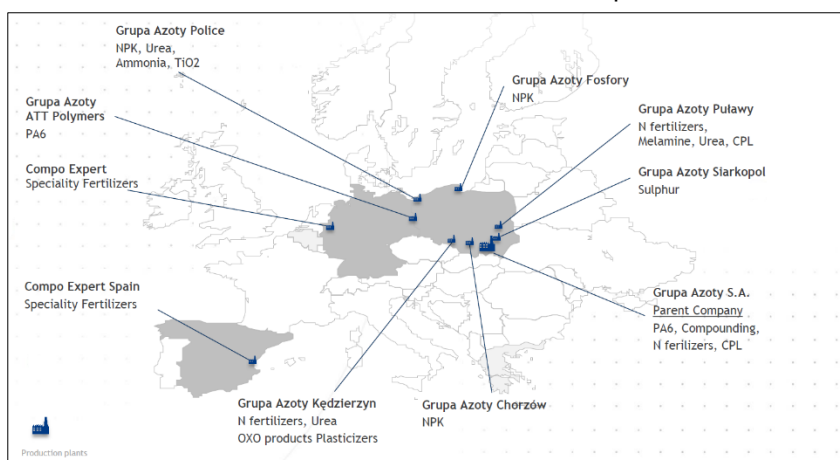 Grupa Azoty Police
NPK, Urea,
Ammonia, TiO2
Grupa Azoty
ATT Polymers
PA6
Compo Expert
Speciality Fertilizers
Compo Expert Spain
Speciality Fertilizers
Grupa Azoty Fosfory
NPK
Grupa Azoty Puławy
N fertilizers,
Melamine, Urea, CPL
Grupa Azoty Siarkopol
Sulphur
Grupa Azoty S.A.
Parent Company
PA6, Compounding,
N ferilizers, CPL
Grupa Azoty Kędzierzyn
N fertilizers, Urea
OXO products Plasticizers
Grupa Azoty Chorzów
NPK
Production plants